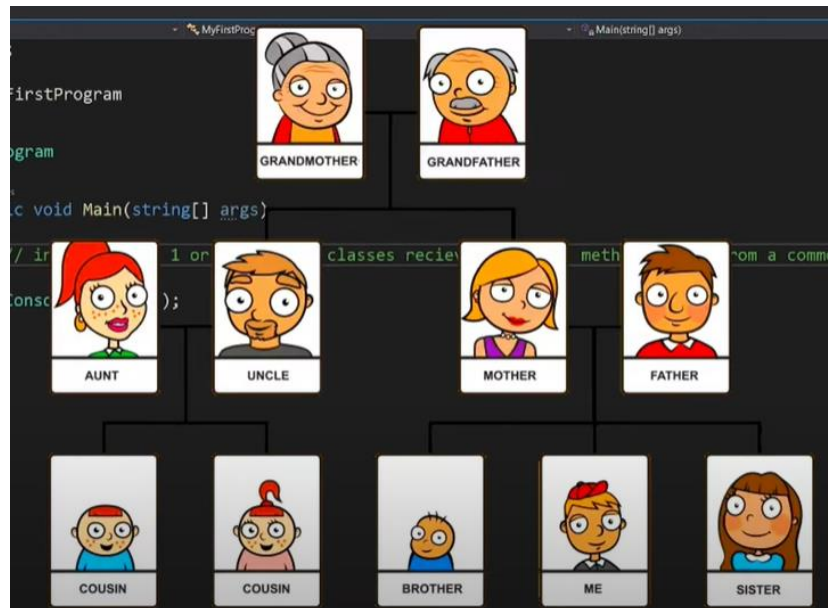 MyFirstProg
Main(string[] args)
FirstProgram
GRANDMOTHER
GRANDFATHER
ogram
c void Main(string[] args)
// in 1 or classes reciev meth om a comm
Consc );
AUNT
UNCLE
MOTHER
FATHER
COUSIN
COUSIN
BROTHER
ME
SISTER